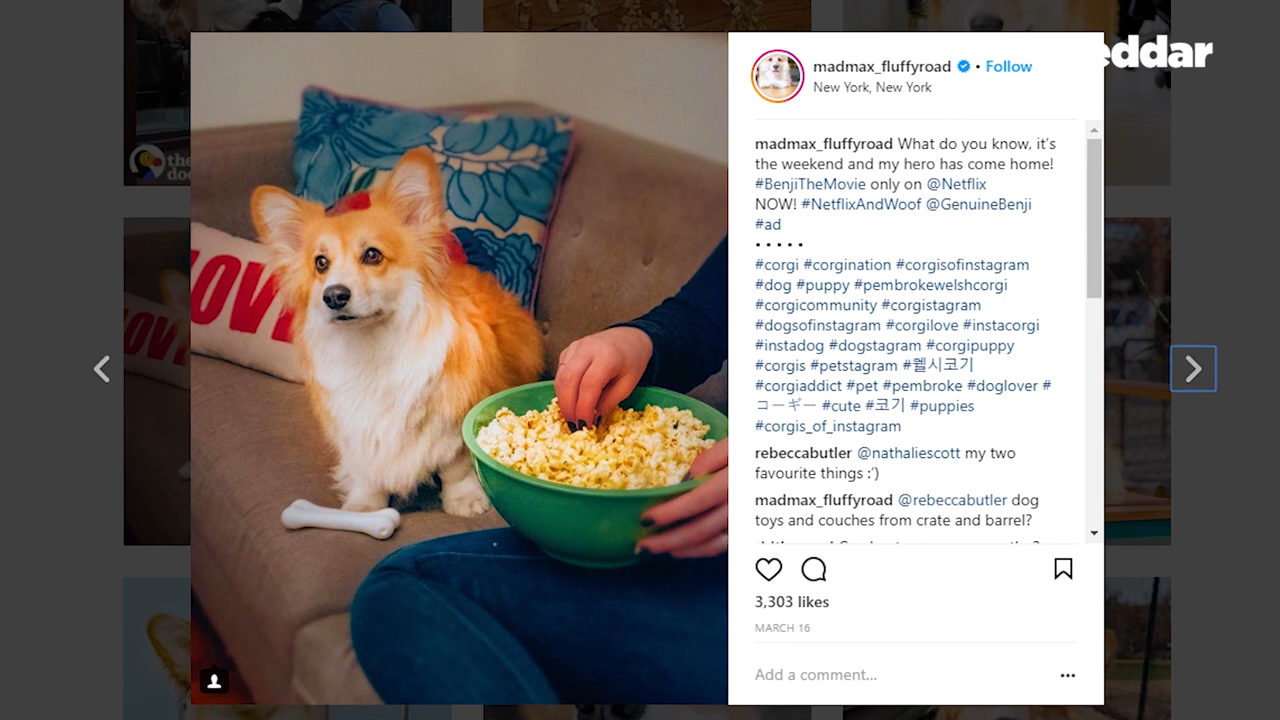 eddar
madmax_fluffyroad • Follow
New York, New York
madmax_fluffyroad What do you know, it's
the weekend and my hero has come home!
#BenjiTheMovie only on @Netflix
NOW! #NetflixAndWoof @GenuineBenji
#ad
• • • • •
#corgi #corgination #corgisofinstagram
#dog #puppy #pembrokewelshcorgi
#corgicommunity #corgistagram
#dogsofinstagram #corgilove #instacorgi
#instadog #dogstagram #corgipuppy
#corgis #petstagram #웰시코기
#corgiaddict #pet #pembroke #doglover #
コーギー #cute #코기 #puppies
#corgis_of_instagram
rebeccabutler @nathaliescott my two
favourite things :')
madmax_fluffyroad @rebeccabutler dog
toys and couches from crate and barrel?
3,303 likes
MARCH 16
Add a comment...
LOVE
the